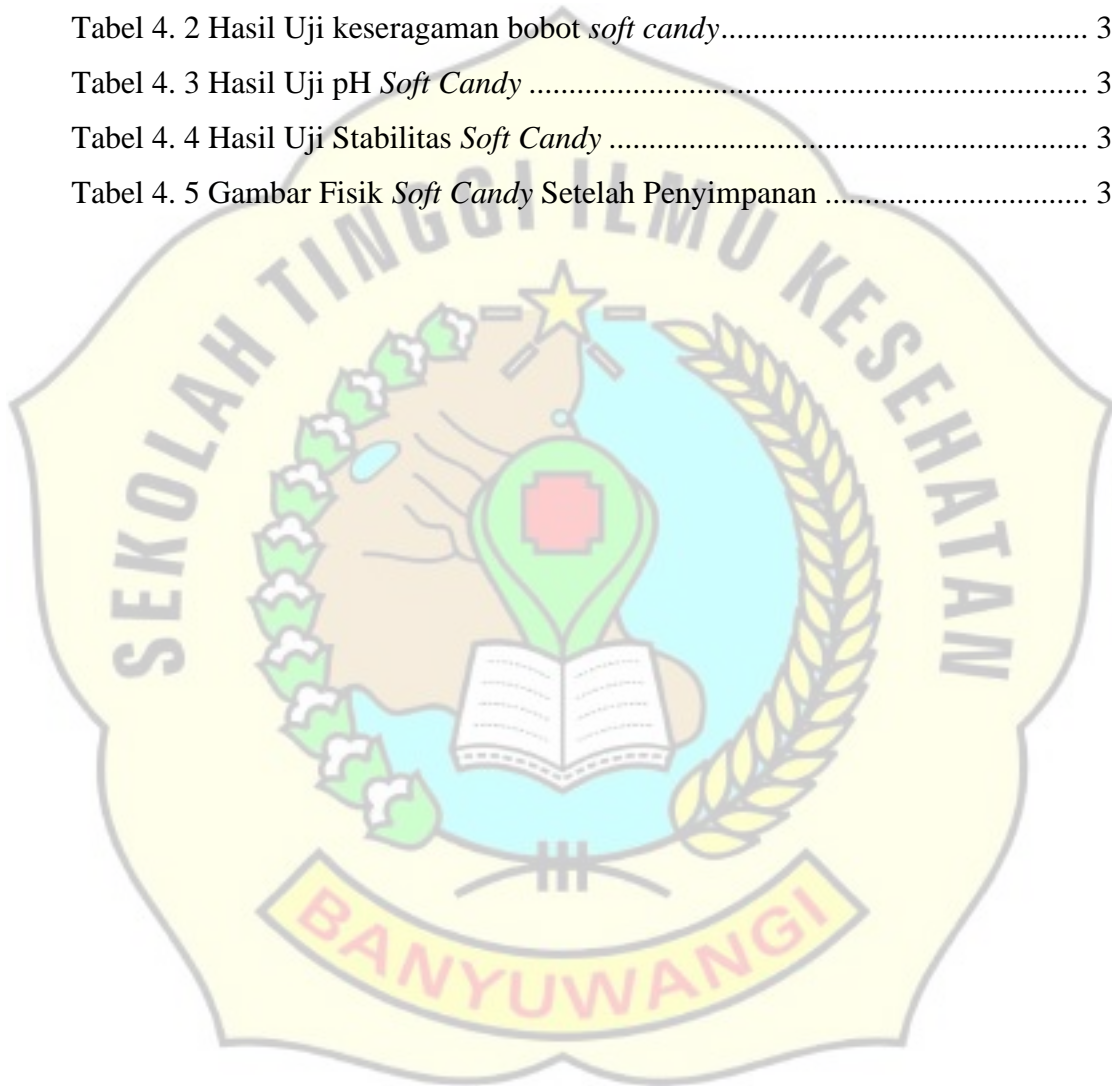 Tabel 4. 2 Hasil Uji keseragaman bobot soft candy.................................... 3
Tabel 4. 3 Hasil Uji pH Soft Candy ............................................................ 3
Tabel 4. 4 Hasil Uji Stabilitas Soft Candy .................................................. 3
Tabel 4. 5 Gambar Fisik Soft Candy Setelah Penyimpanan ........................... 3
SEKOLAH TINGGI ILMU KESEHATAN
BANYUWANGI